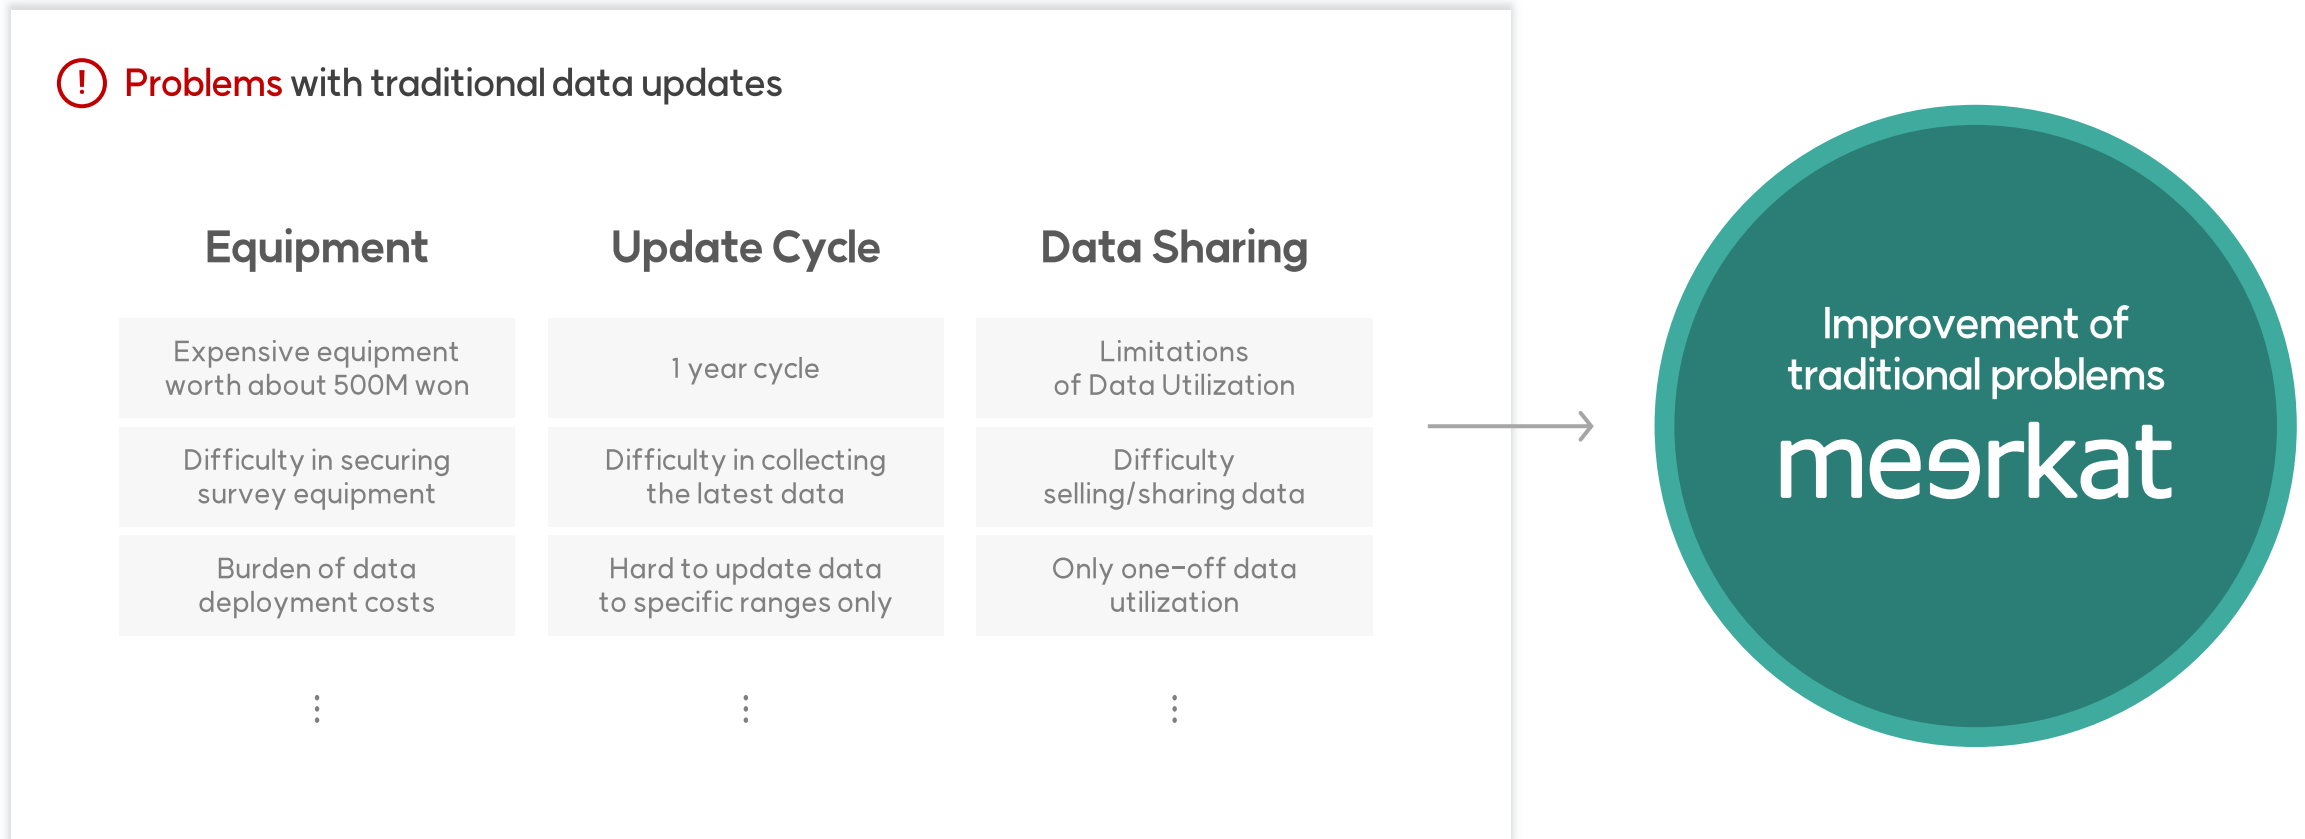 ! Problems with traditional data updates
Equipment
Expensive equipment
worth about 500M won
Difficulty in securing
survey equipment
Burden of data
deployment costs
Update Cycle
1 year cycle
Difficulty in collecting
the latest data
Hard to update data
to specific ranges only
Data Sharing
Limitations
of Data Utilization
Difficulty
selling/sharing data
Only one-off data
utilization
Improvement of
traditional problems
meerkat